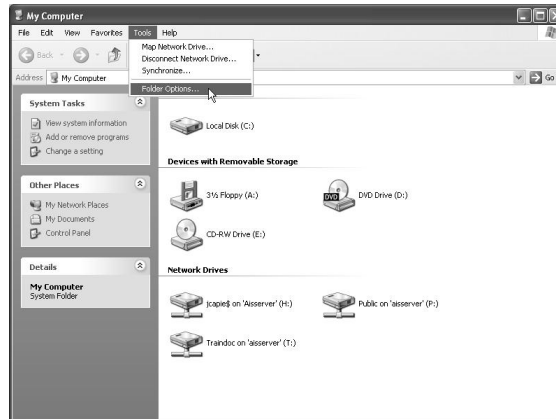 My Computer
File Edit View Favorites Tools Help
Map Network Drive...
Disconnect Network Drive...
Synchronize...
Folder Options...
Back
Address My Computer
Go
System Tasks
View system information
Add or remove programs
Change a setting
Other Places
My Network Places
My Documents
Control Panel
Details
My Computer
System Folder
Local Disk (C:)
Devices with Removable Storage
3½ Floppy (A:)
DVD Drive (D:)
DVD
CD-RW Drive (E:)
Network Drives
jcapie$ on 'Aisserver' (H:)
Public on 'aisserver' (P:)
Traindoc on 'aisserver' (T:)